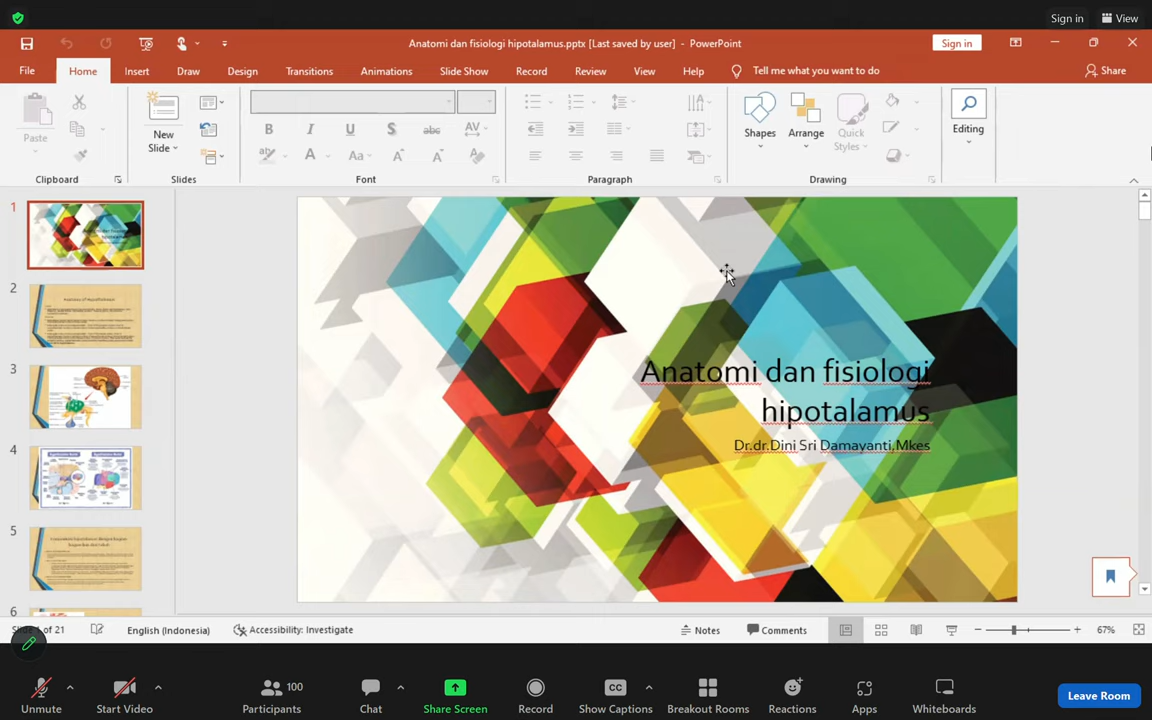 Sign in View
Anatomi dan fisiologi hipotalamus.pptx [Last saved by user] - PowerPoint
Sign in
File Home Insert Draw Design Transitions Animations Slide Show Record Review View Help Tell me what you want to do Share
Paste
New
Slide
B I U S abc AV
A Aa A A
Shapes
Arrange
Quick
Styles
Editing
Clipboard Slides Font Paragraph Drawing
1
2
3
4
5
6
Anatomi dan fisiologi
hipotalamus
Dr.dr.Dini Sri Damayanti,Mkes
of 21 English (Indonesia) Accessibility: Investigate Notes Comments 67%
Unmute Start Video Participants 100 Chat Share Screen Record CC Show Captions Breakout Rooms Reactions Apps Whiteboards Leave Room